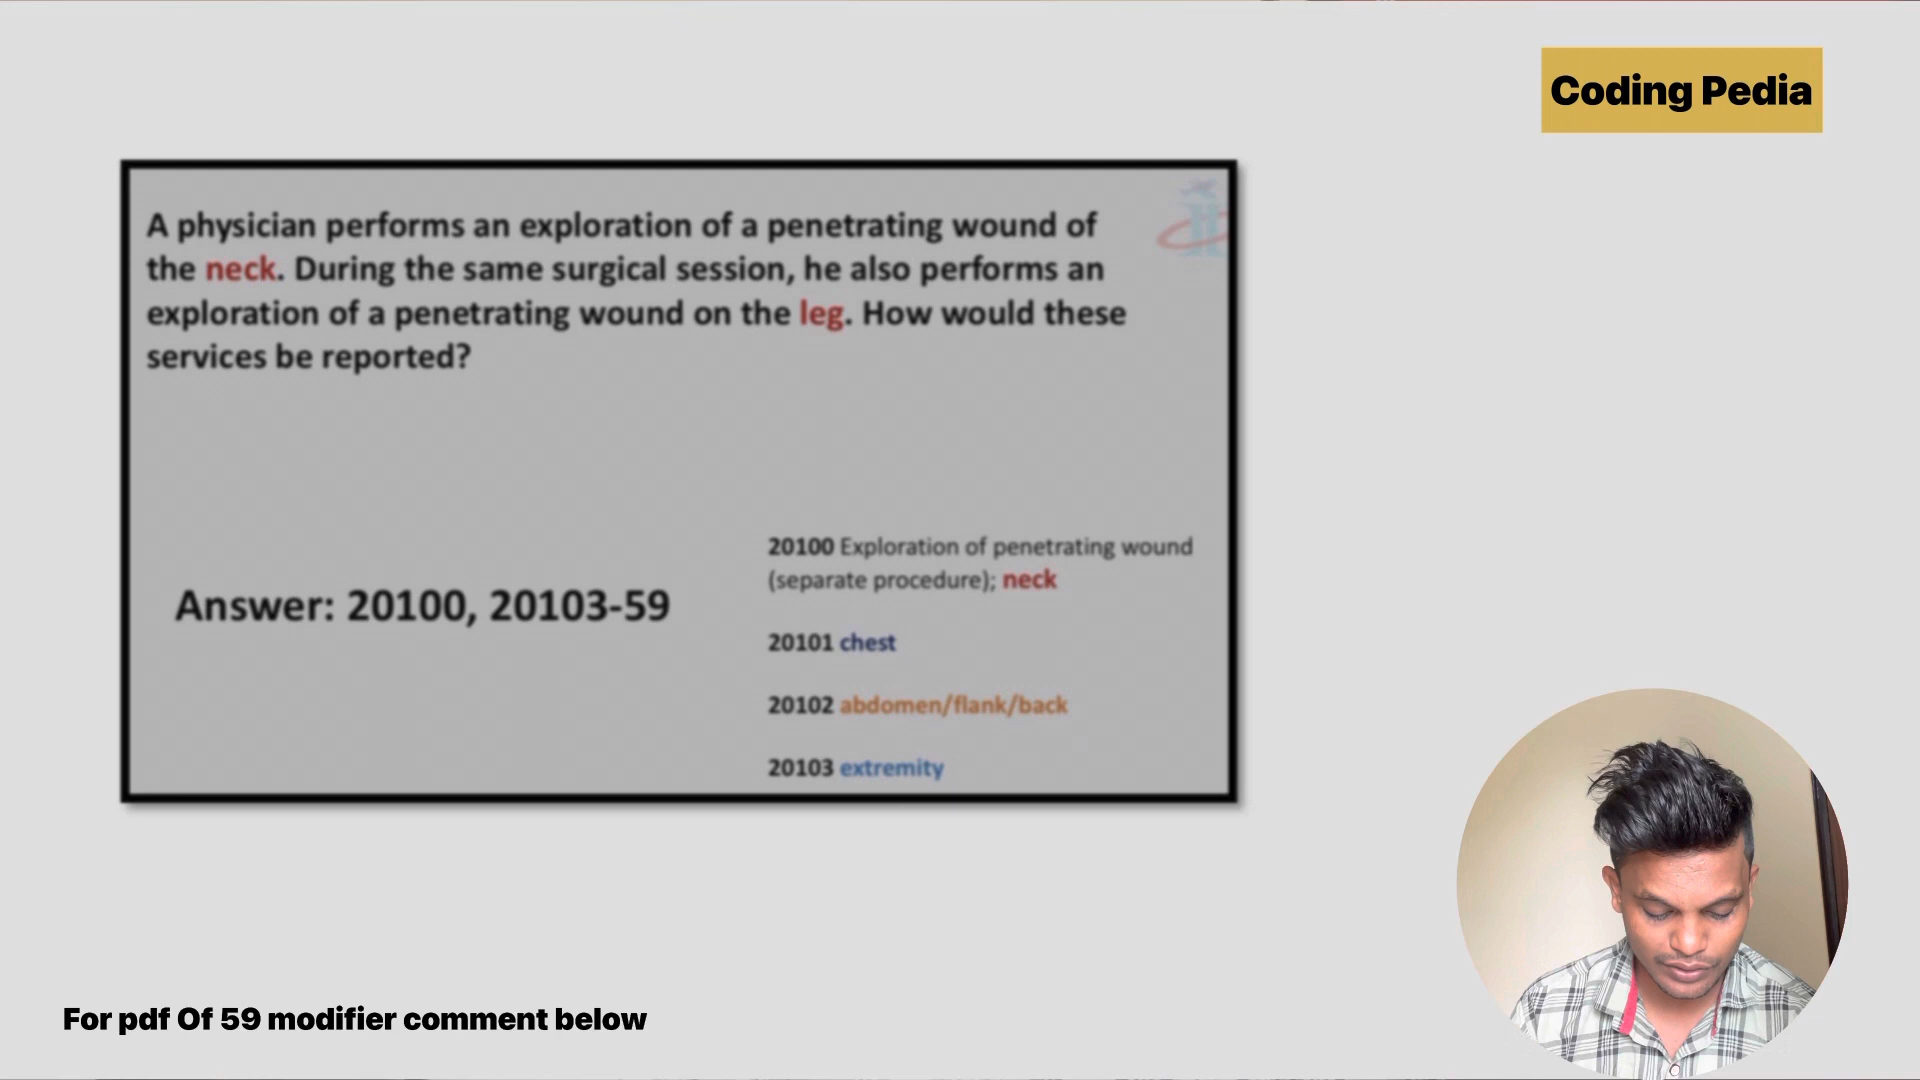 Coding Pedia
A physician performs an exploration of a penetrating wound of
the neck. During the same surgical session, he also performs an
exploration of a penetrating wound on the leg. How would these
services be reported?
20100 Exploration of penetrating wound
(separate procedure); neck
Answer: 20100, 20103-59
20101 chest
20102 abdomen/flank/back
20103 extremity
For pdf Of 59 modifier comment below